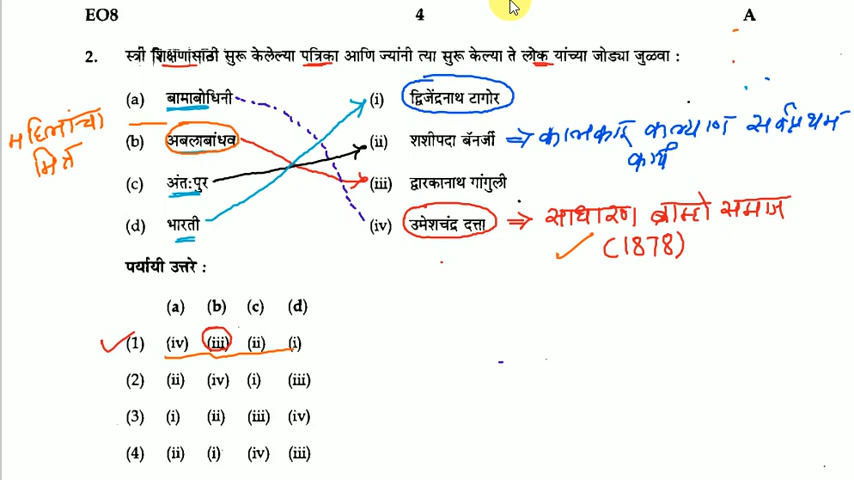 EO8 4 A
2. स्त्री शिक्षणांसाठी सुरू केलेल्या पत्रिका आणि ज्यांनी त्या सुरू केल्या ते लोक यांच्या जोड्या जुळवा :
(a) बामाबोधिनी (i) द्विजेंद्रनाथ टागोर
महिलांचा मित्र
(b) अबलाबांधव (ii) शशीपदा बॅनर्जी ⇒ कामकार कल्याण सर्वप्रथम कार्य
(c) अंतःपुर (iii) द्वारकानाथ गांगुली
(d) भारती (iv) उमेशचंद्र दत्ता ⇒ साधारण ब्राम्हो समाज
(1878)
पर्यायी उत्तरे :
(a) (b) (c) (d)
(1) (iv) (iii) (ii) (i)
(2) (ii) (iv) (i) (iii)
(3) (i) (ii) (iii) (iv)
(4) (ii) (i) (iv) (iii)